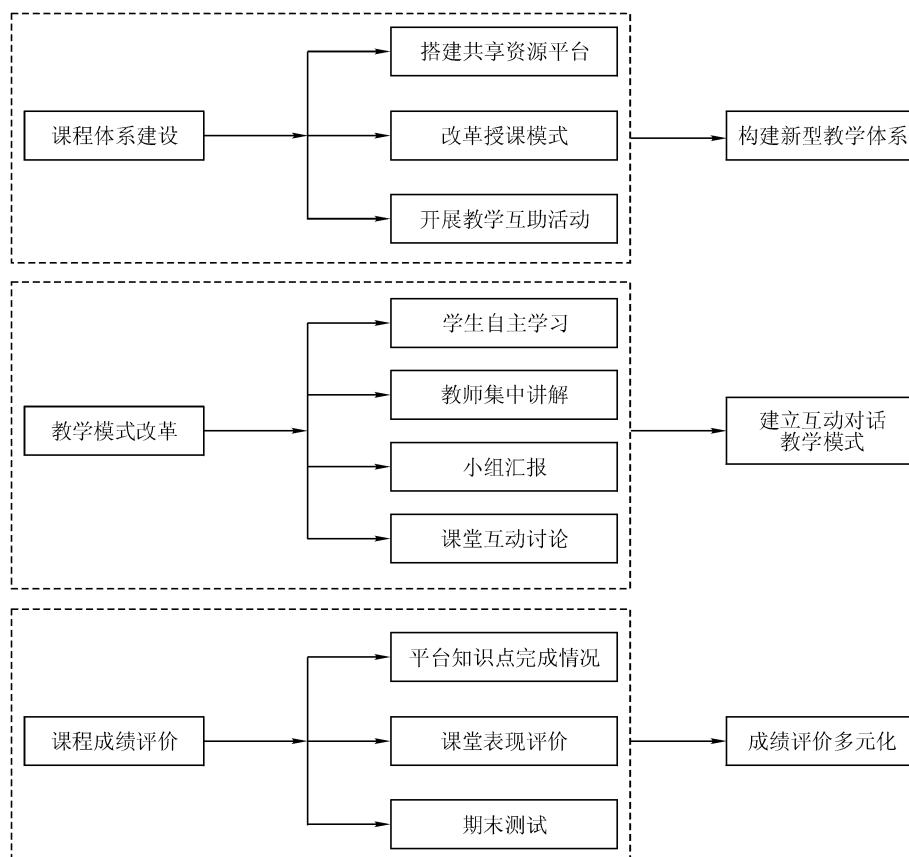 搭建共享资源平台
课程体系建设
改革授课模式
构建新型教学体系
开展教学互助活动
学生自主学习
教师集中讲解
教学模式改革
建立互动对话
教学模式
小组汇报
课堂互动讨论
平台知识点完成情况
课程成绩评价
课堂表现评价
成绩评价多元化
期末测试